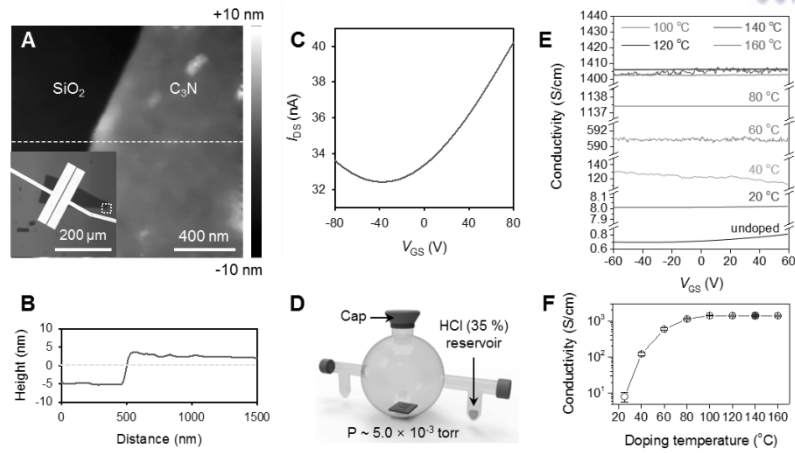 +10 nm
A
SiO2
C3N
200 µm
400 nm
-10 nm
B
Height (nm)
10
5
0
-5
-10
0
500
1000
1500
Distance (nm)
C
IDS (nA)
40
38
36
34
32
-80
-40
0
40
80
VGS (V)
D
Cap
HCl (35 %)
reservoir
P ~ 5.0 × 10-3 torr
E
Conductivity (S/cm)
1440
1410
1405
1400
1138
1137
592
590
140
120
8.1
8.0
7.9
0.8
0.6
100 °C
140 °C
120 °C
160 °C
80 °C
60 °C
40 °C
20 °C
undoped
-60
-40
-20
0
20
40
60
VGS (V)
F
Conductivity (S/cm)
10³
10²
10¹
20
40
60
80
100
120
140
160
Doping temperature (°C)